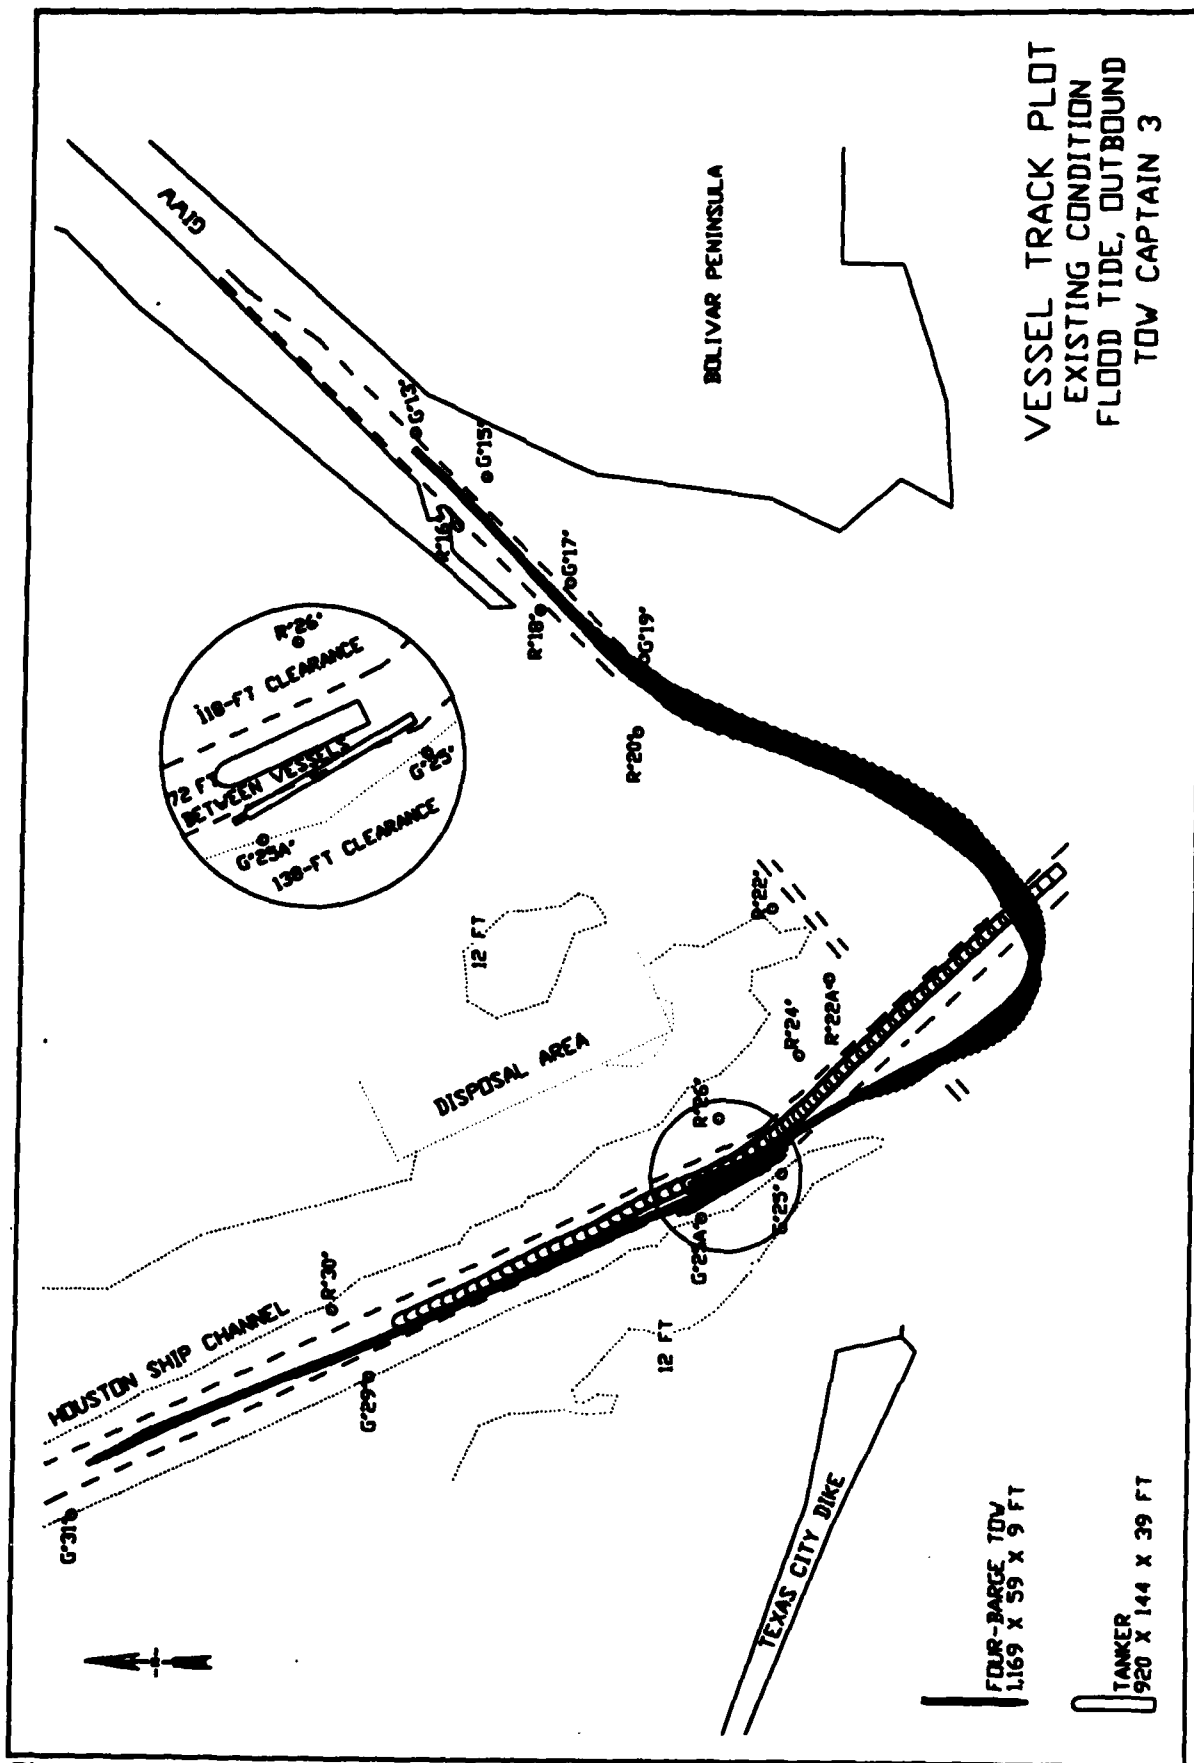 VESSEL TRACK PLOT
EXISTING CONDITION
FLOOD TIDE, OUTBOUND
TOW CAPTAIN 3
GIWW
BOLIVAR PENINSULA
G"13"
G"15"
R"16"
G"17"
R"18"
G"19"
R"20"
R"26"
118-FT CLEARANCE
72 FT
BETWEEN VESSELS
G"25"
G"25A"
138-FT CLEARANCE
12 FT
R"22"
DISPOSAL AREA
R"24"
R"22A"
R"26"
G"25A"
G"25"
HOUSTON SHIP CHANNEL
R"30"
G"29"
G"31"
12 FT
TEXAS CITY DIKE
-n-
FOUR-BARGE TOW
1,169 X 59 X 9 FT
TANKER
920 X 144 X 39 FT